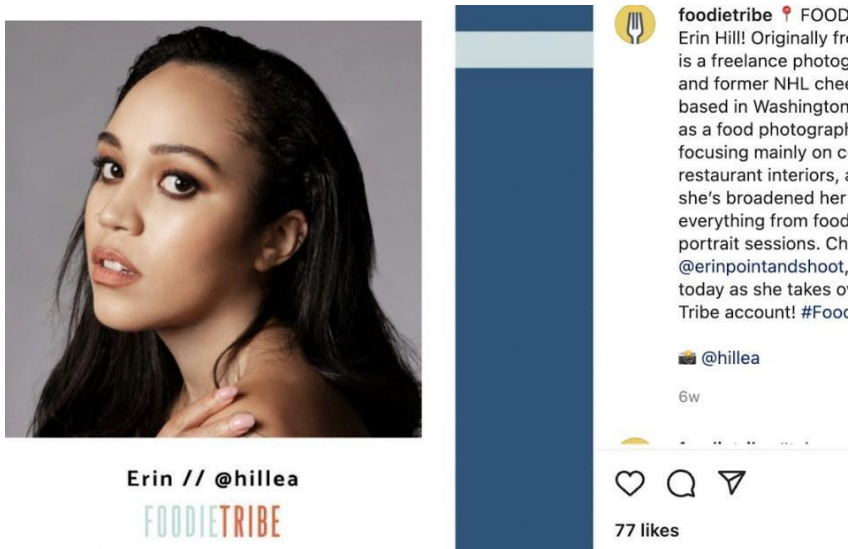 Erin // @hillea
FOODIETRIBE
foodietribe FOOD
Erin Hill! Originally fr
is a freelance photog
and former NHL chee
based in Washington
as a food photograph
focusing mainly on c
restaurant interiors, a
she's broadened her
everything from food
portrait sessions. Ch
@erinpointandshoot,
today as she takes ov
Tribe account! #Food
@hillea
6w
77 likes